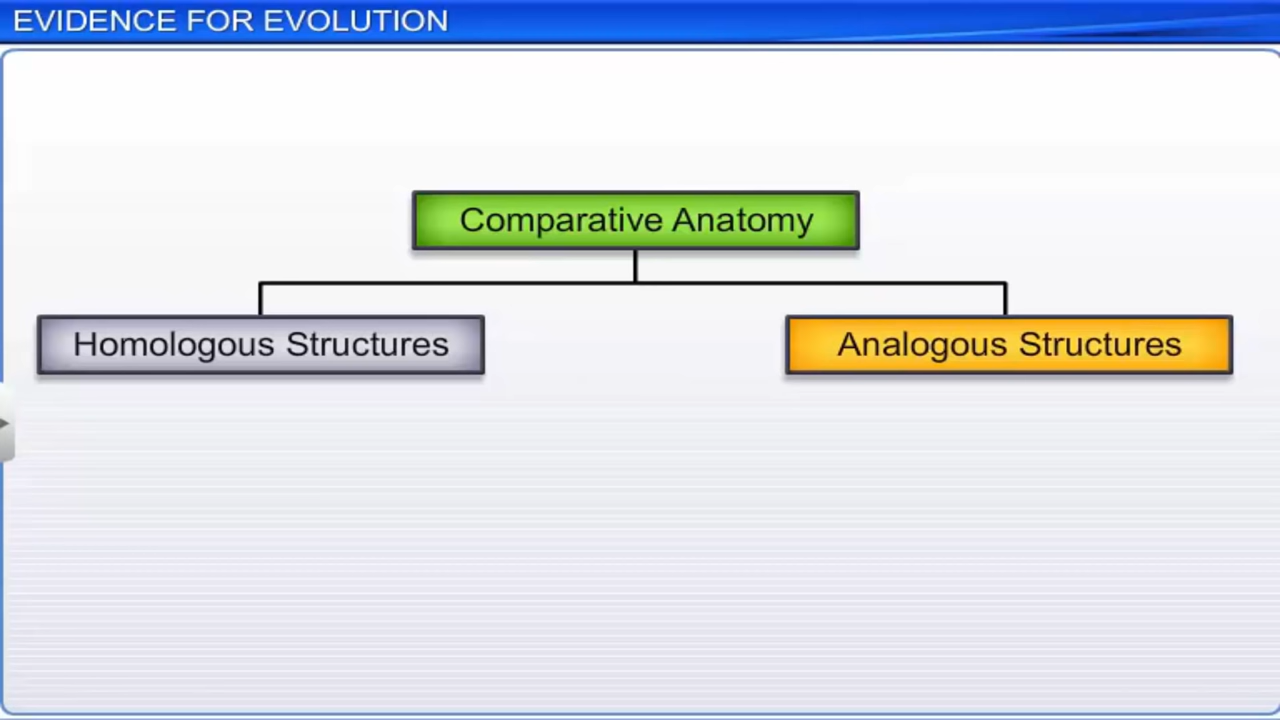 EVIDENCE FOR EVOLUTION
Comparative Anatomy
Homologous Structures
Analogous Structures